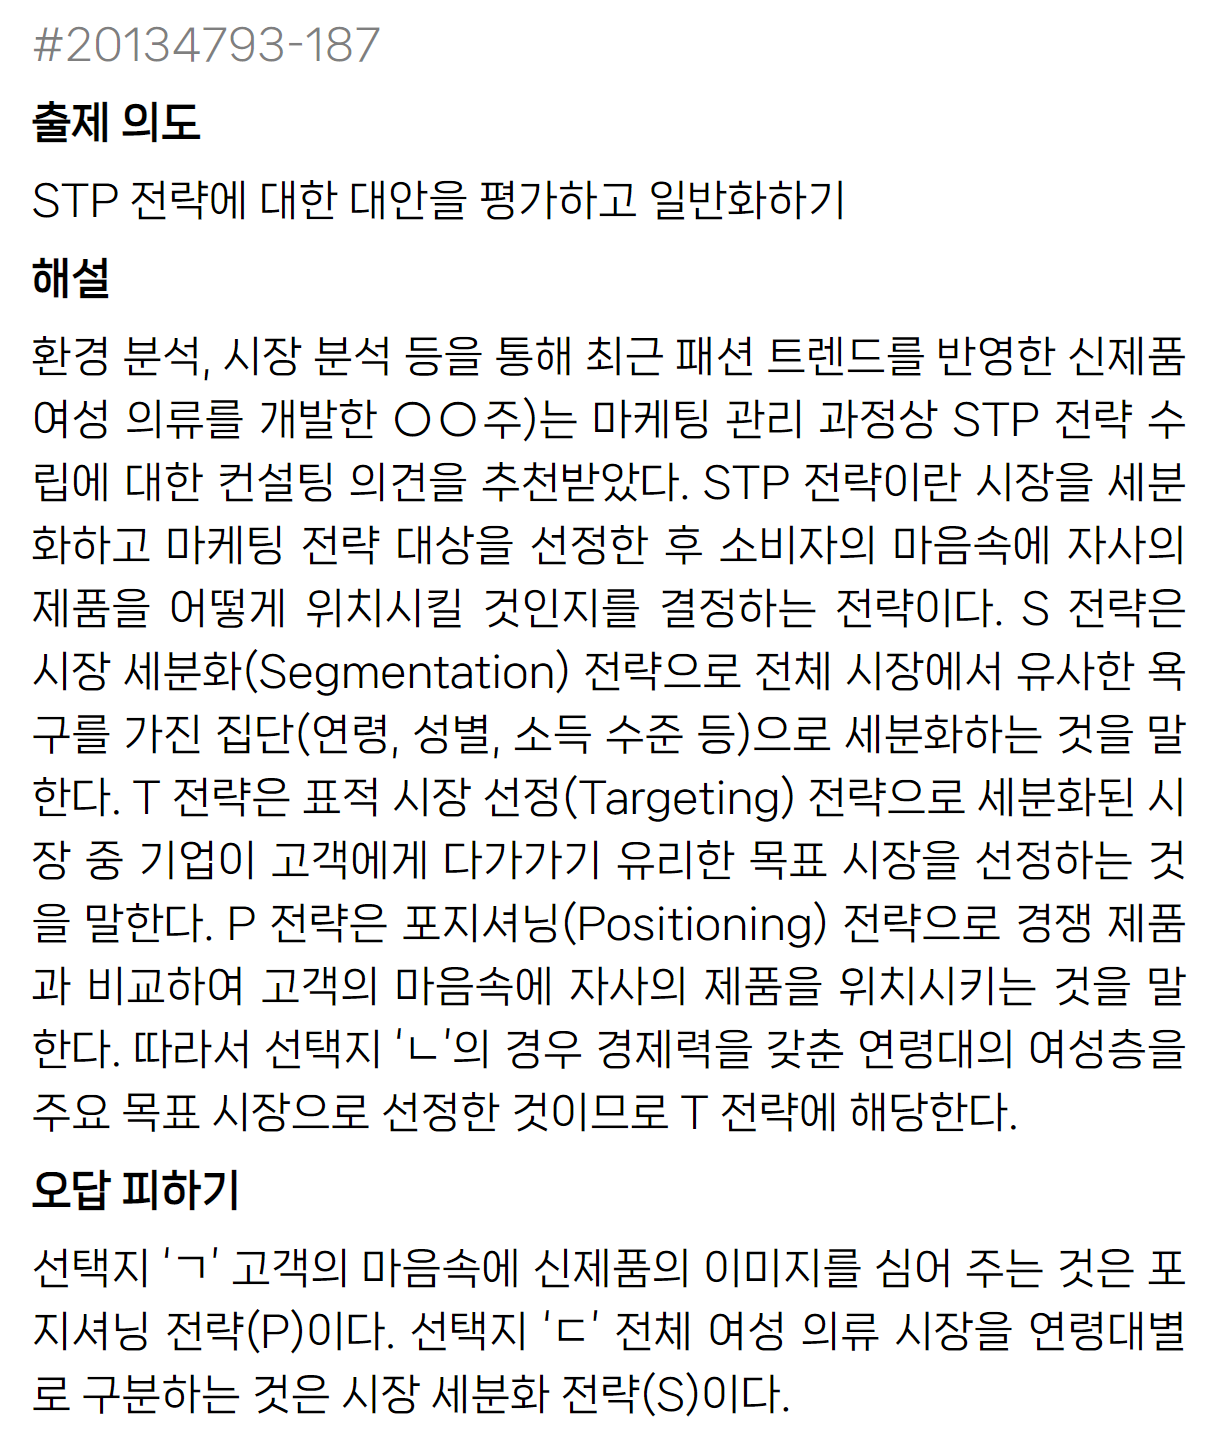 #20134793-187
출제 의도
STP 전략에 대한 대안을 평가하고 일반화하기
해설
환경 분석, 시장 분석 등을 통해 최근 패션 트렌드를 반영한 신제품
여성 의류를 개발한 〇〇주)는 마케팅 관리 과정상 STP 전략 수
립에 대한 컨설팅 의견을 추천받았다. STP 전략이란 시장을 세분
화하고 마케팅 전략 대상을 선정한 후 소비자의 마음속에 자사의
제품을 어떻게 위치시킬 것인지를 결정하는 전략이다. S 전략은
시장 세분화(Segmentation) 전략으로 전체 시장에서 유사한 욕
구를 가진 집단(연령, 성별, 소득 수준 등)으로 세분화하는 것을 말
한다. T 전략은 표적 시장 선정(Targeting) 전략으로 세분화된 시
장 중 기업이 고객에게 다가가기 유리한 목표 시장을 선정하는 것
을 말한다. P 전략은 포지셔닝(Positioning) 전략으로 경쟁 제품
과 비교하여 고객의 마음속에 자사의 제품을 위치시키는 것을 말
한다. 따라서 선택지 ‘ㄴ’의 경우 경제력을 갖춘 연령대의 여성층을
주요 목표 시장으로 선정한 것이므로 T 전략에 해당한다.
오답 피하기
선택지 ‘ㄱ’ 고객의 마음속에 신제품의 이미지를 심어 주는 것은 포
지셔닝 전략(P)이다. 선택지 ‘ㄷ’ 전체 여성 의류 시장을 연령대별
로 구분하는 것은 시장 세분화 전략(S)이다.